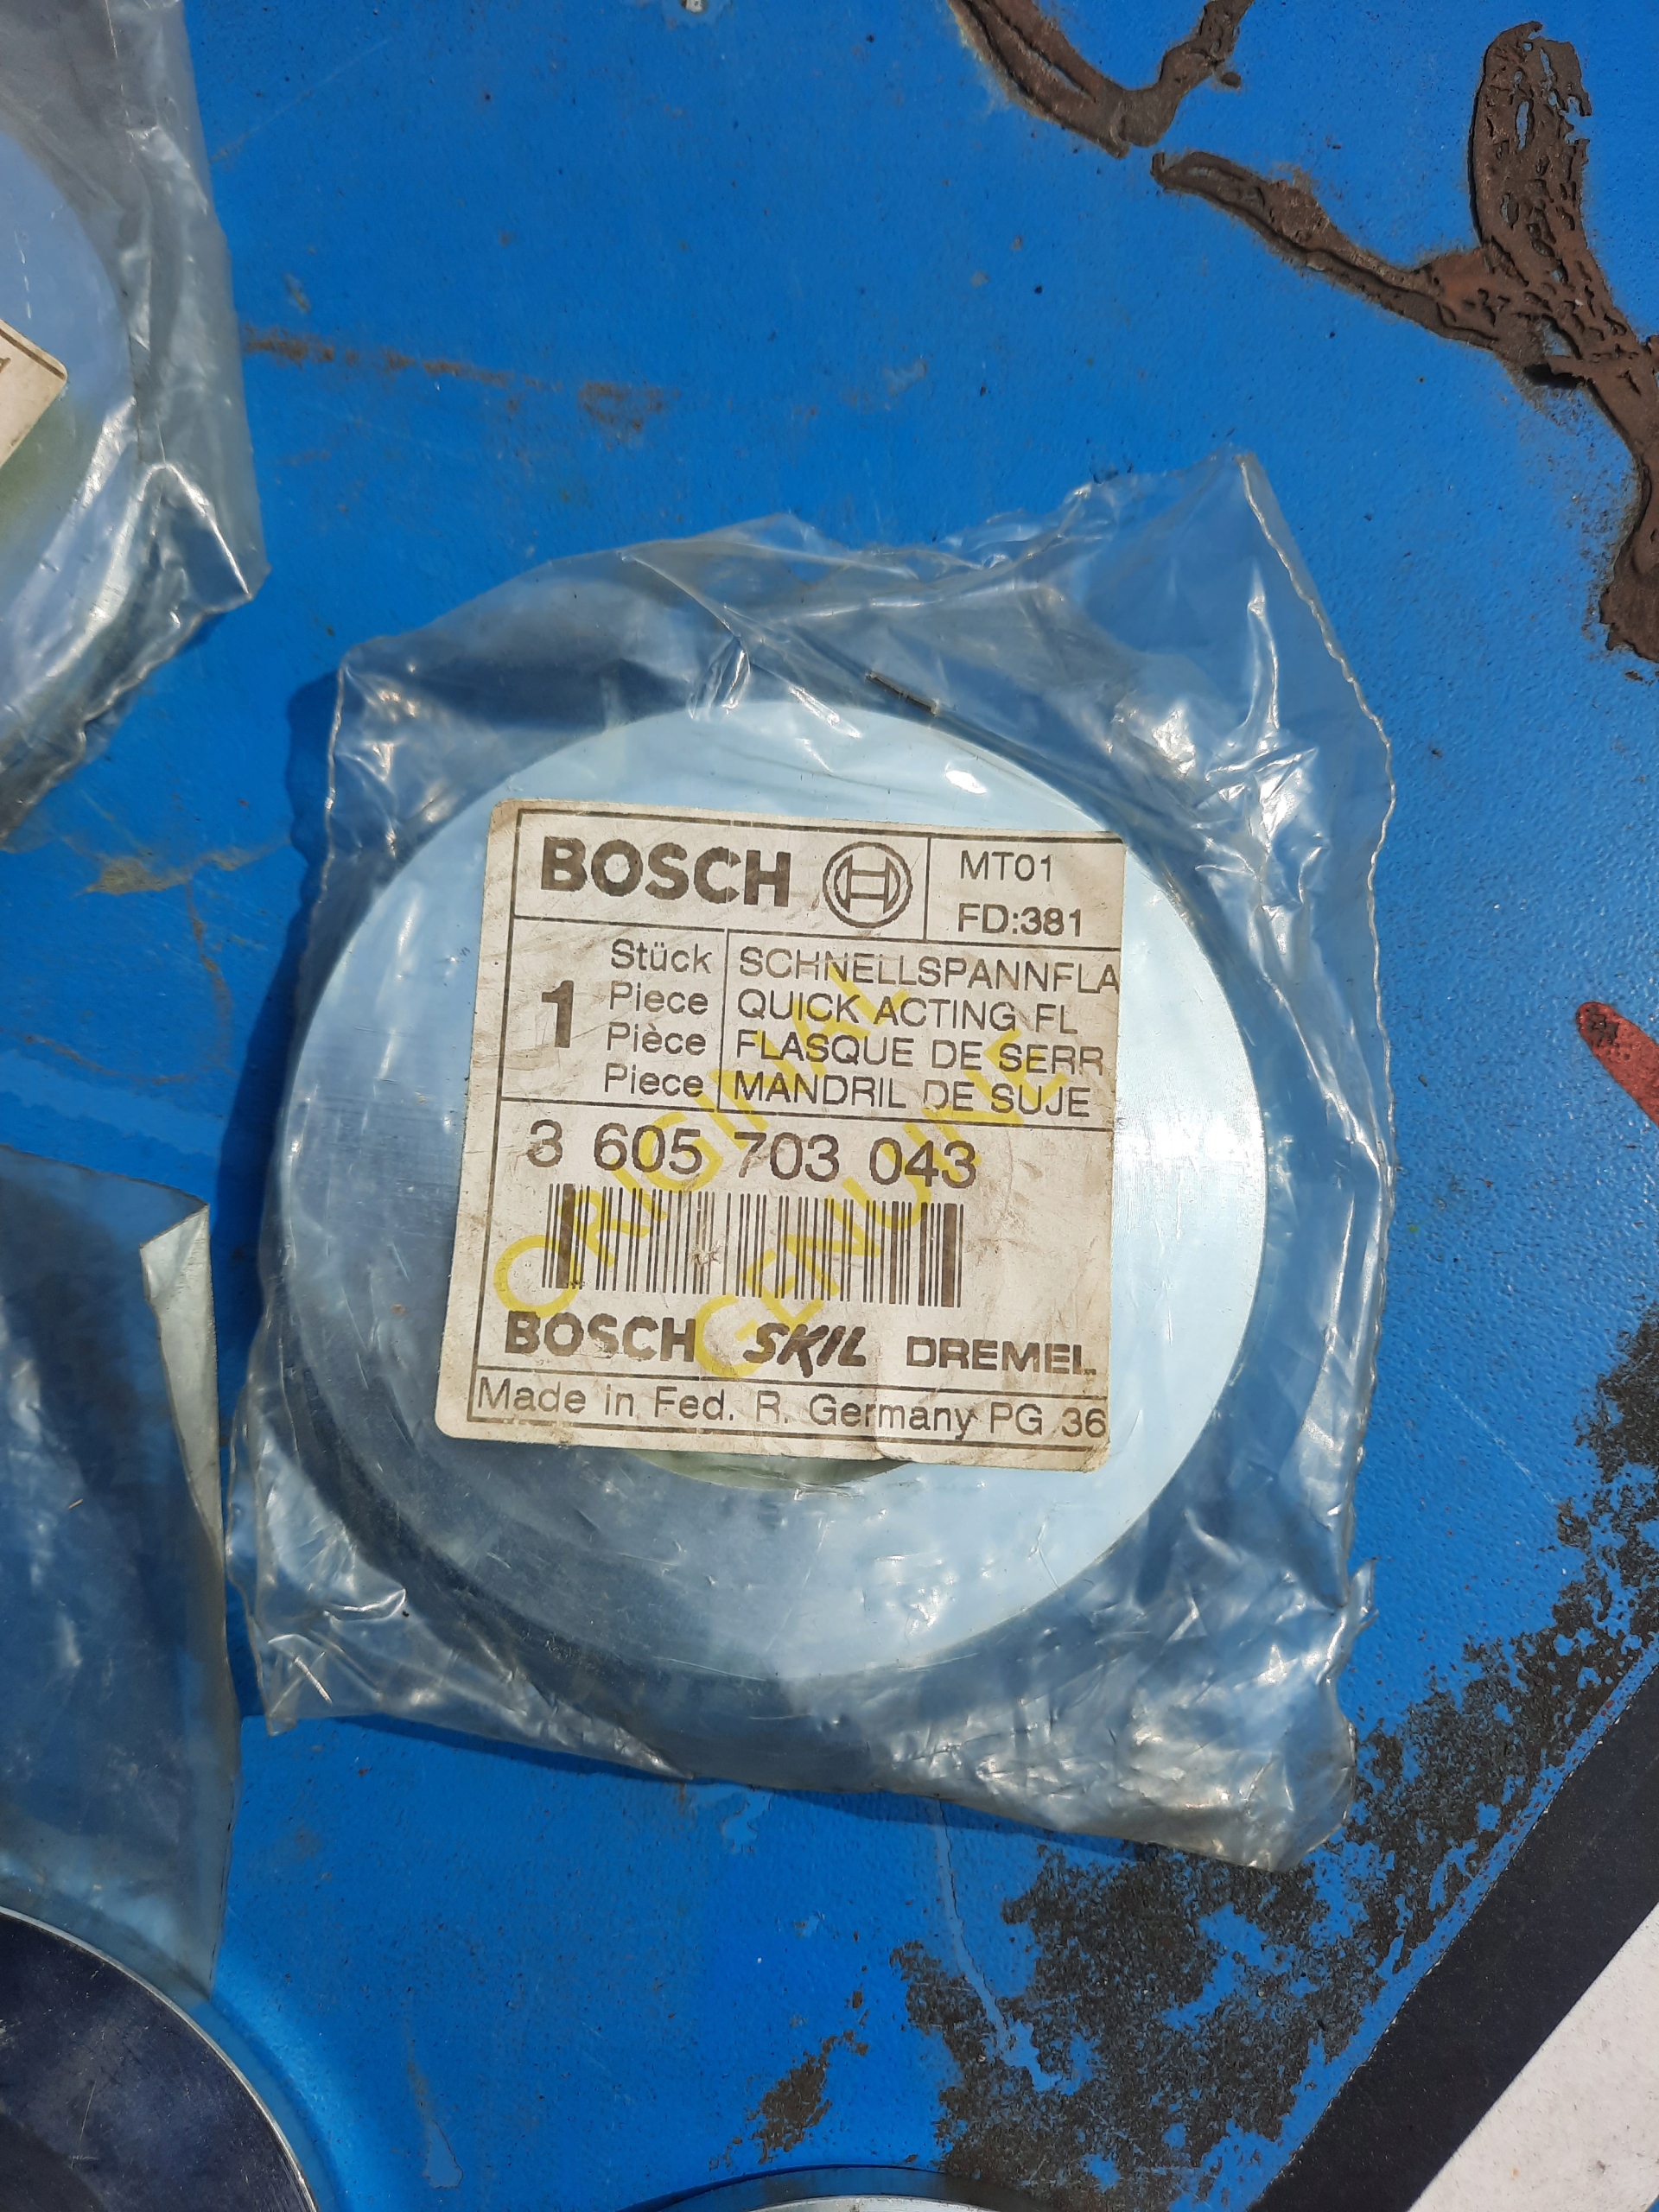 BOSCH
MT01
FD:381
1
Stück SCHNELLSPANNFLA
Piece QUICK ACTING FL
Pièce FLASQUE DE SERR
Piece MANDRIL DE SUJE
3 605 703 043
ORIGINAL
GENUINE
BOSCH SKIL DREMEL
Made in Fed. R. Germany PG 36